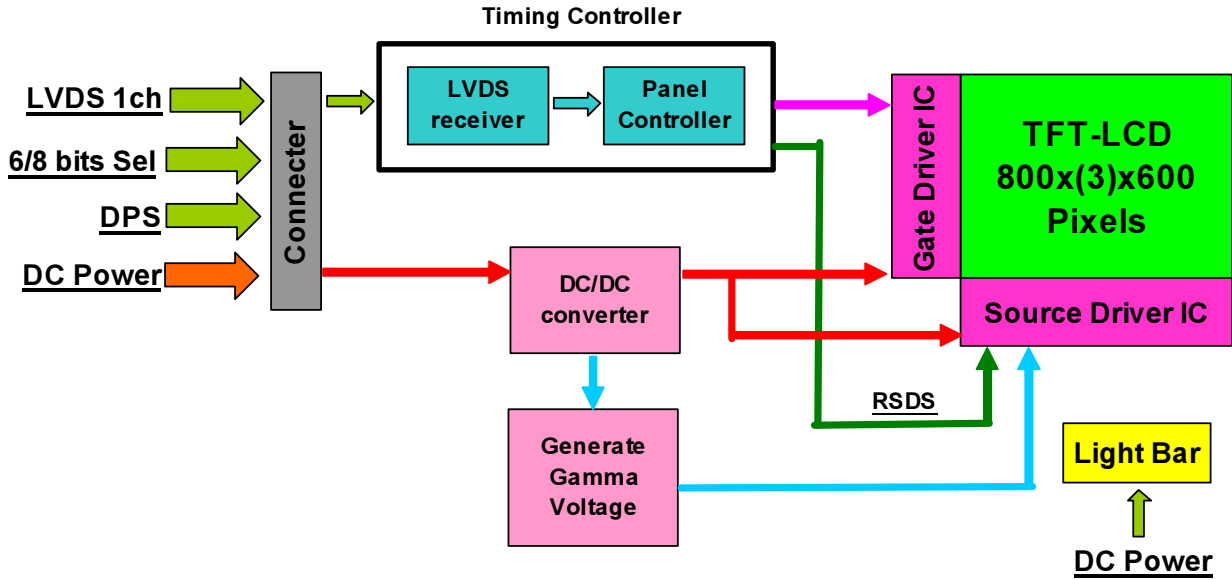 Timing Controller
LVDS 1ch
6/8 bits Sel
DPS
DC Power
Connecter
LVDS
receiver
Panel
Controller
Gate Driver IC
TFT-LCD
800x(3)x600
Pixels
Source Driver IC
DC/DC
converter
RSDS
Generate
Gamma
Voltage
Light Bar
DC Power